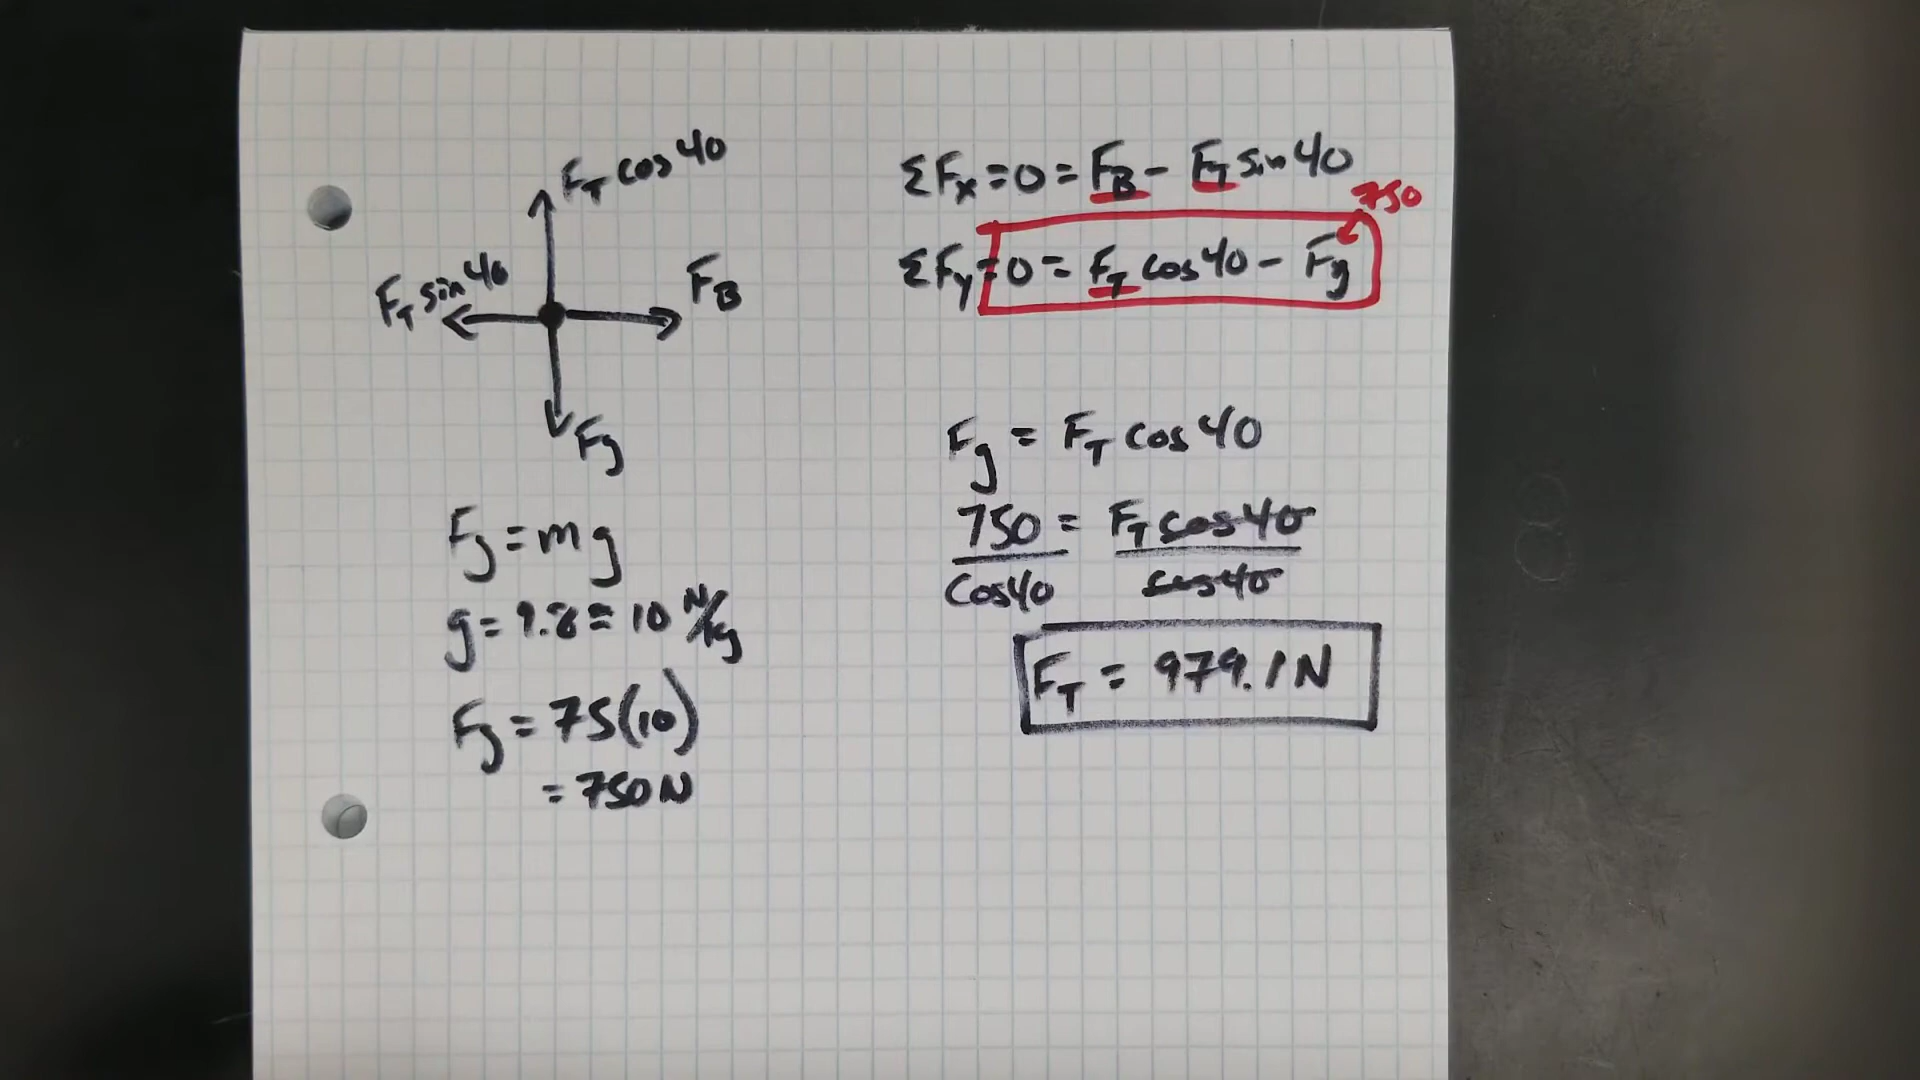 F_T cos 40
F_T sin 40
F_B
F_g
F_g = mg
g = 9.8 ≈ 10 N/kg
F_g = 75(10)
= 750 N
ΣF_x = 0 = F_B - F_T sin 40
750
ΣF_y = 0 = F_T cos 40 - F_g
F_g = F_T cos 40
750 = F_T cos 40
cos 40 cos 40
F_T = 979.1 N